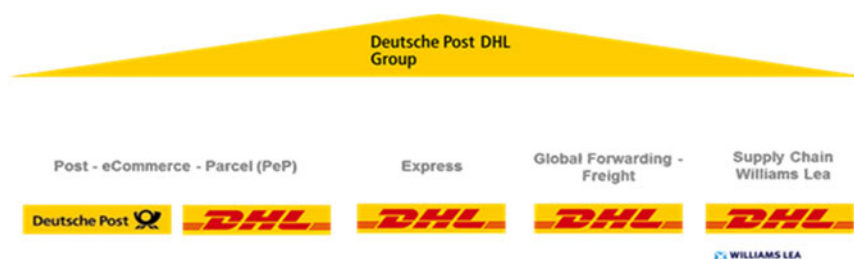 Deutsche Post DHL
Group
Post - eCommerce - Parcel (PeP)
Express
Global Forwarding -
Freight
Supply Chain
Williams Lea
Deutsche Post
DHL
DHL
DHL
DHL
WILLIAMS LEA